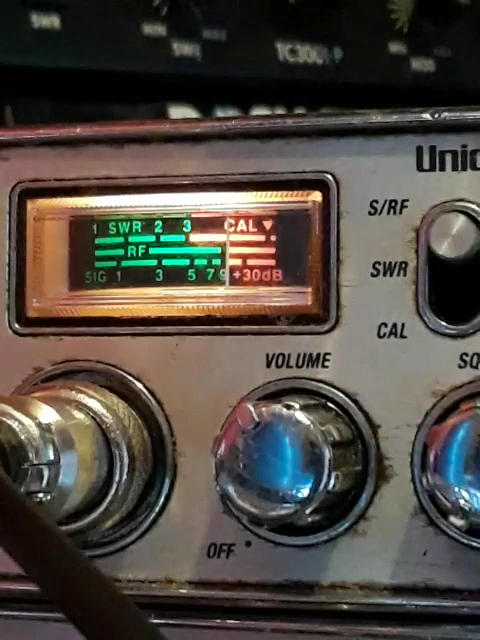 SWR
SWR
TC300
Unic
S/RF
1 SWR 2 3 CAL▼
RF
SIG 1 3 5 7 9 +30dB
SWR
CAL
VOLUME
SQ
OFF